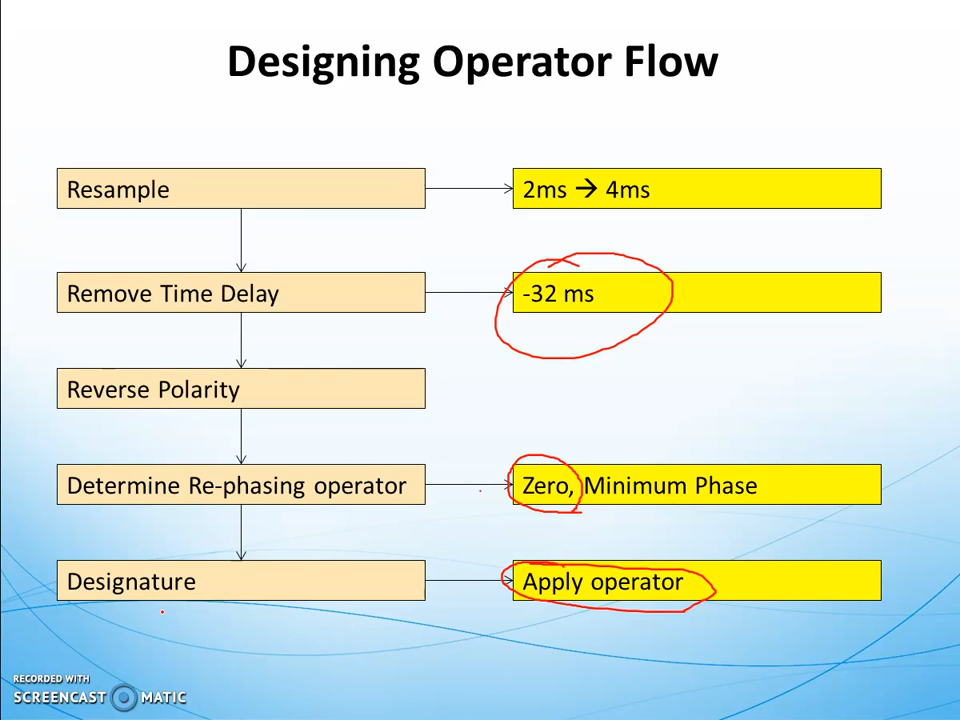 Designing Operator Flow
Resample
2ms → 4ms
Remove Time Delay
-32 ms
Reverse Polarity
Determine Re-phasing operator
Zero, Minimum Phase
Designature
Apply operator
RECORDED WITH
SCREENCAST MATIC